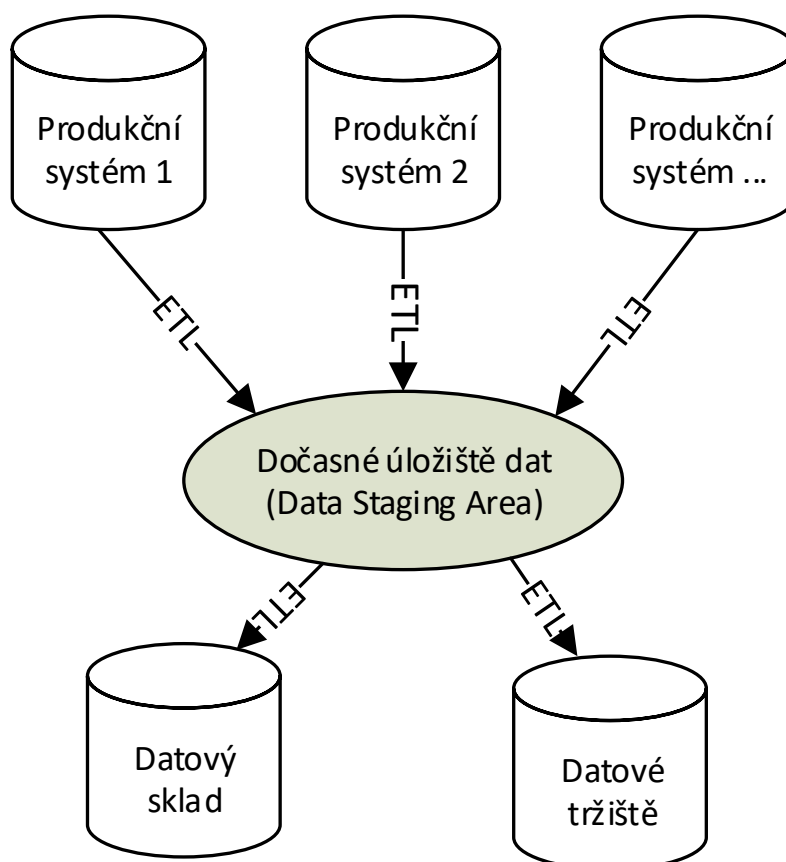 Produkční
systém 1
Produkční
systém 2
Produkční
systém ...
ETL
ETL
ETL
Dočasné úložiště dat
(Data Staging Area)
ETL
ETL
Datový
sklad
Datové
tržiště